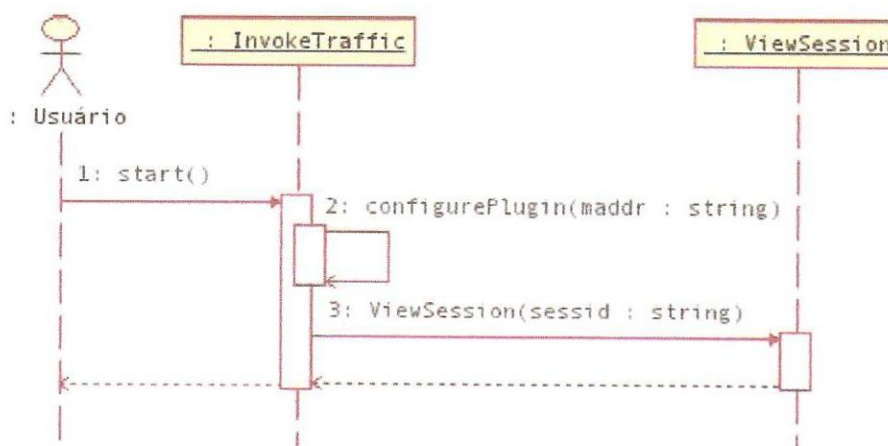 : InvokeTraffic
: ViewSession
: Usuário
1: start()
2: configurePlugin(maddr : string)
3: ViewSession(sessid : string)